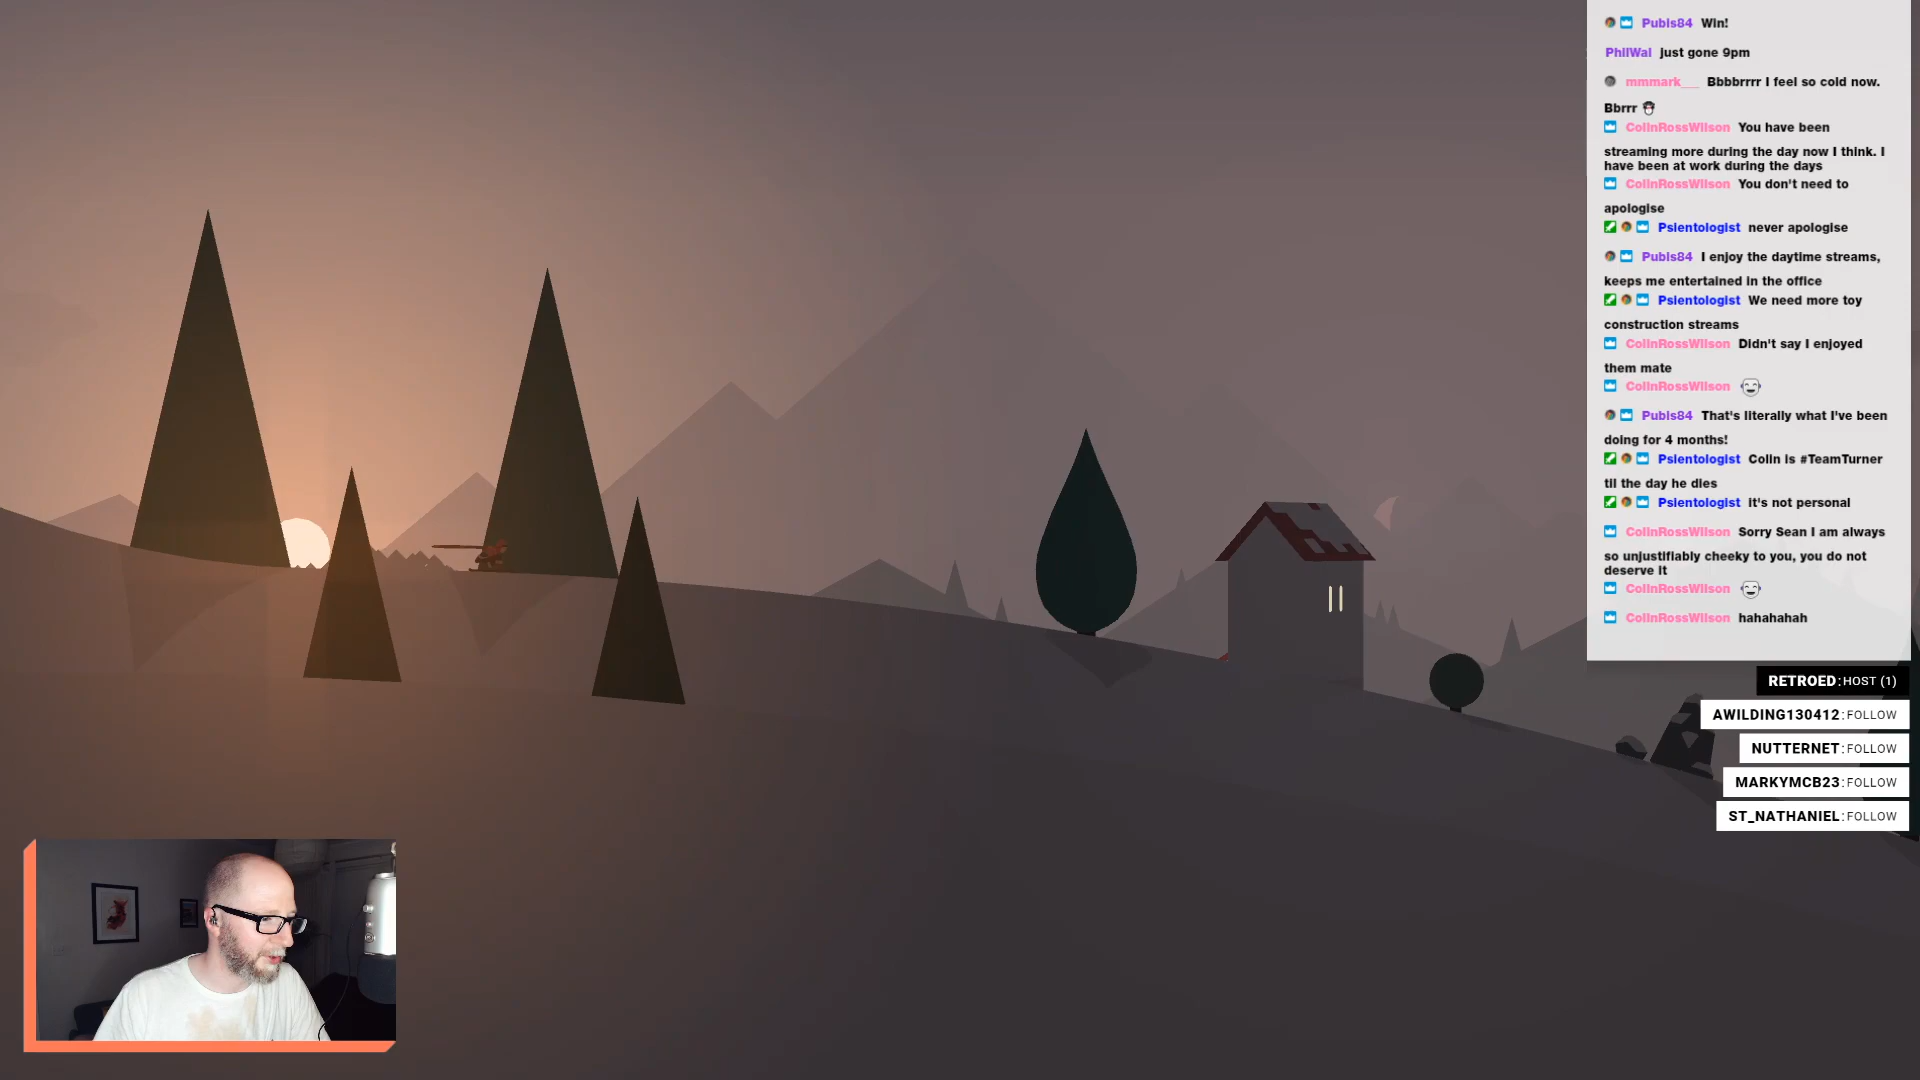 Pubis84 Win!
PhilWal just gone 9pm
mmmark__ Bbbbrrrr I feel so cold now.
Bbrrr
ColinRossWilson You have been
streaming more during the day now I think. I
have been at work during the days
ColinRossWilson You don't need to
apologise
Psientologist never apologise
Pubis84 I enjoy the daytime streams,
keeps me entertained in the office
Psientologist We need more toy
construction streams
ColinRossWilson Didn't say I enjoyed
them mate
ColinRossWilson
Pubis84 That's literally what I've been
doing for 4 months!
Psientologist Colin is #TeamTurner
til the day he dies
Psientologist it's not personal
ColinRossWilson Sorry Sean I am always
so unjustifiably cheeky to you, you do not
deserve it
ColinRossWilson
ColinRossWilson hahahahah
RETROED:HOST (1)
AWILDING130412:FOLLOW
NUTTERNET:FOLLOW
MARKYMCB23:FOLLOW
ST_NATHANIEL:FOLLOW